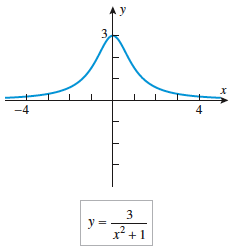 y
3
x
-4
4
y = 3/(x² + 1)